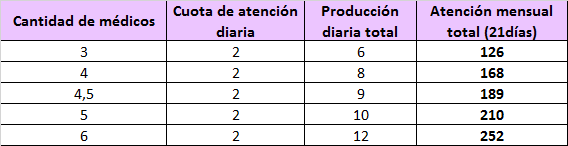 Cantidad de médicos Cuota de atención diaria Producción diaria total Atención mensual total (21días)
3 2 6 126
4 2 8 168
4,5 2 9 189
5 2 10 210
6 2 12 252